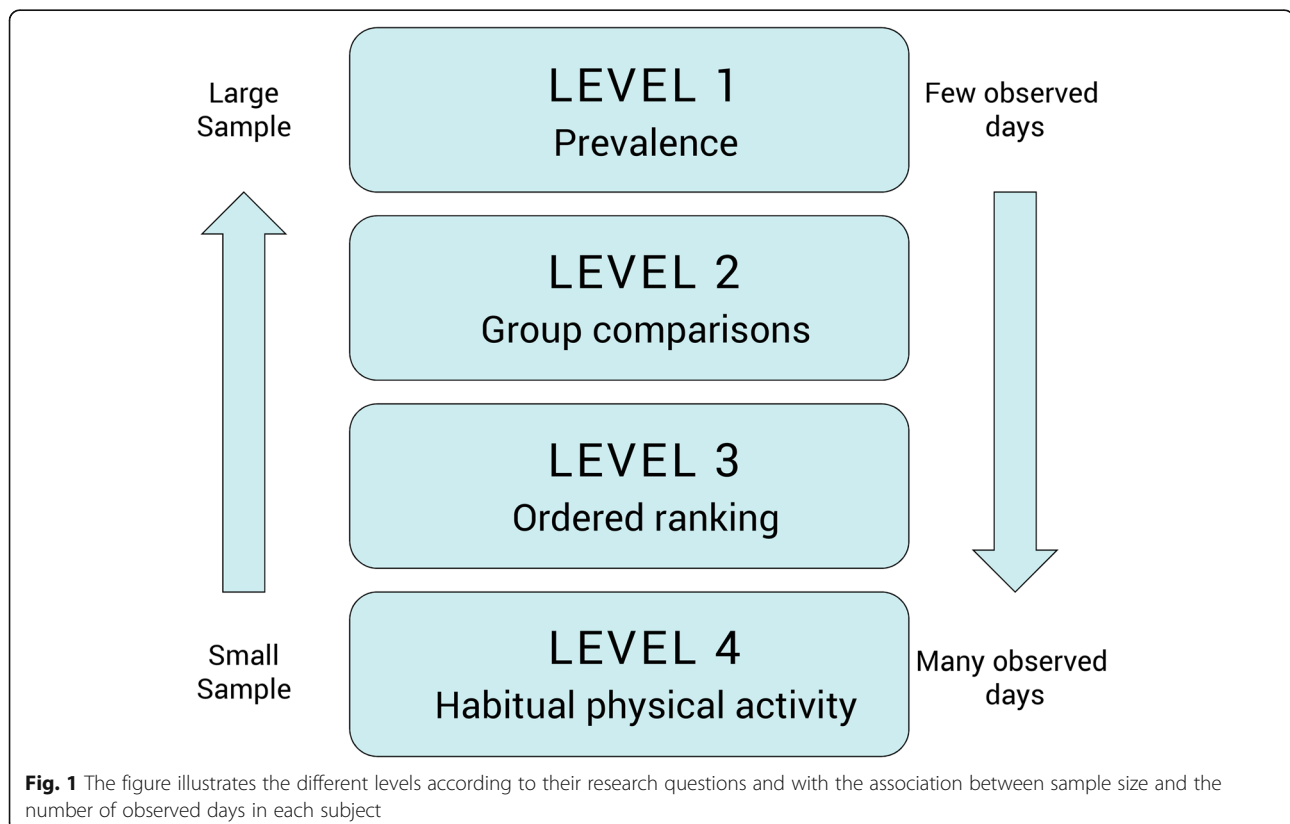 Large
Sample
LEVEL 1
Prevalence
Few observed
days
LEVEL 2
Group comparisons
LEVEL 3
Ordered ranking
Small
Sample
LEVEL 4
Habitual physical activity
Many observed
days
Fig. 1 The figure illustrates the different levels according to their research questions and with the association between sample size and the
number of observed days in each subject